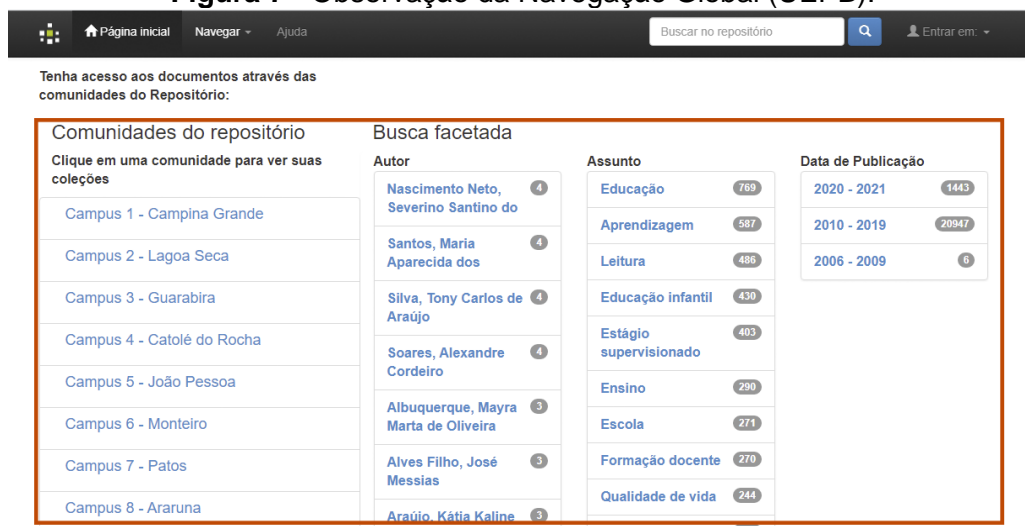 Página inicial Navegar Ajuda Buscar no repositório Entrar em:
Tenha acesso aos documentos através das
comunidades do Repositório:
Comunidades do repositório
Clique em uma comunidade para ver suas
coleções
Campus 1 - Campina Grande
Campus 2 - Lagoa Seca
Campus 3 - Guarabira
Campus 4 - Catolé do Rocha
Campus 5 - João Pessoa
Campus 6 - Monteiro
Campus 7 - Patos
Campus 8 - Araruna
Busca facetada
Autor
Nascimento Neto, 4
Severino Santino do
Santos, Maria 4
Aparecida dos
Silva, Tony Carlos de 4
Araújo
Soares, Alexandre 4
Cordeiro
Albuquerque, Mayra 3
Marta de Oliveira
Alves Filho, José 3
Messias
Araújo, Kátia Kaline 3
Assunto
Educação 769
Aprendizagem 587
Leitura 486
Educação infantil 430
Estágio 403
supervisionado
Ensino 290
Escola 271
Formação docente 270
Qualidade de vida 244
Data de Publicação
2020 - 2021 1443
2010 - 2019 20947
2006 - 2009 6